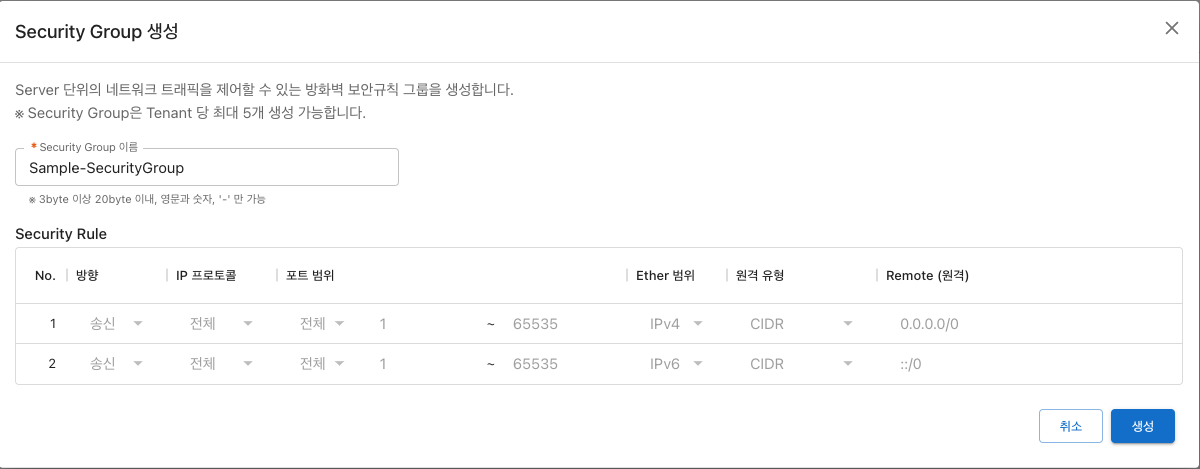 Security Group 생성
Server 단위의 네트워크 트래픽을 제어할 수 있는 방화벽 보안규칙 그룹을 생성합니다.
※ Security Group은 Tenant 당 최대 5개 생성 가능합니다.
* Security Group 이름
Sample-SecurityGroup
※ 3byte 이상 20byte 이내, 영문과 숫자, '-' 만 가능
Security Rule
No. 방향 IP 프로토콜 포트 범위 Ether 범위 원격 유형 Remote (원격)
1 송신 전체 전체 1 ~ 65535 IPv4 CIDR 0.0.0.0/0
2 송신 전체 전체 1 ~ 65535 IPv6 CIDR ::/0
취소 생성